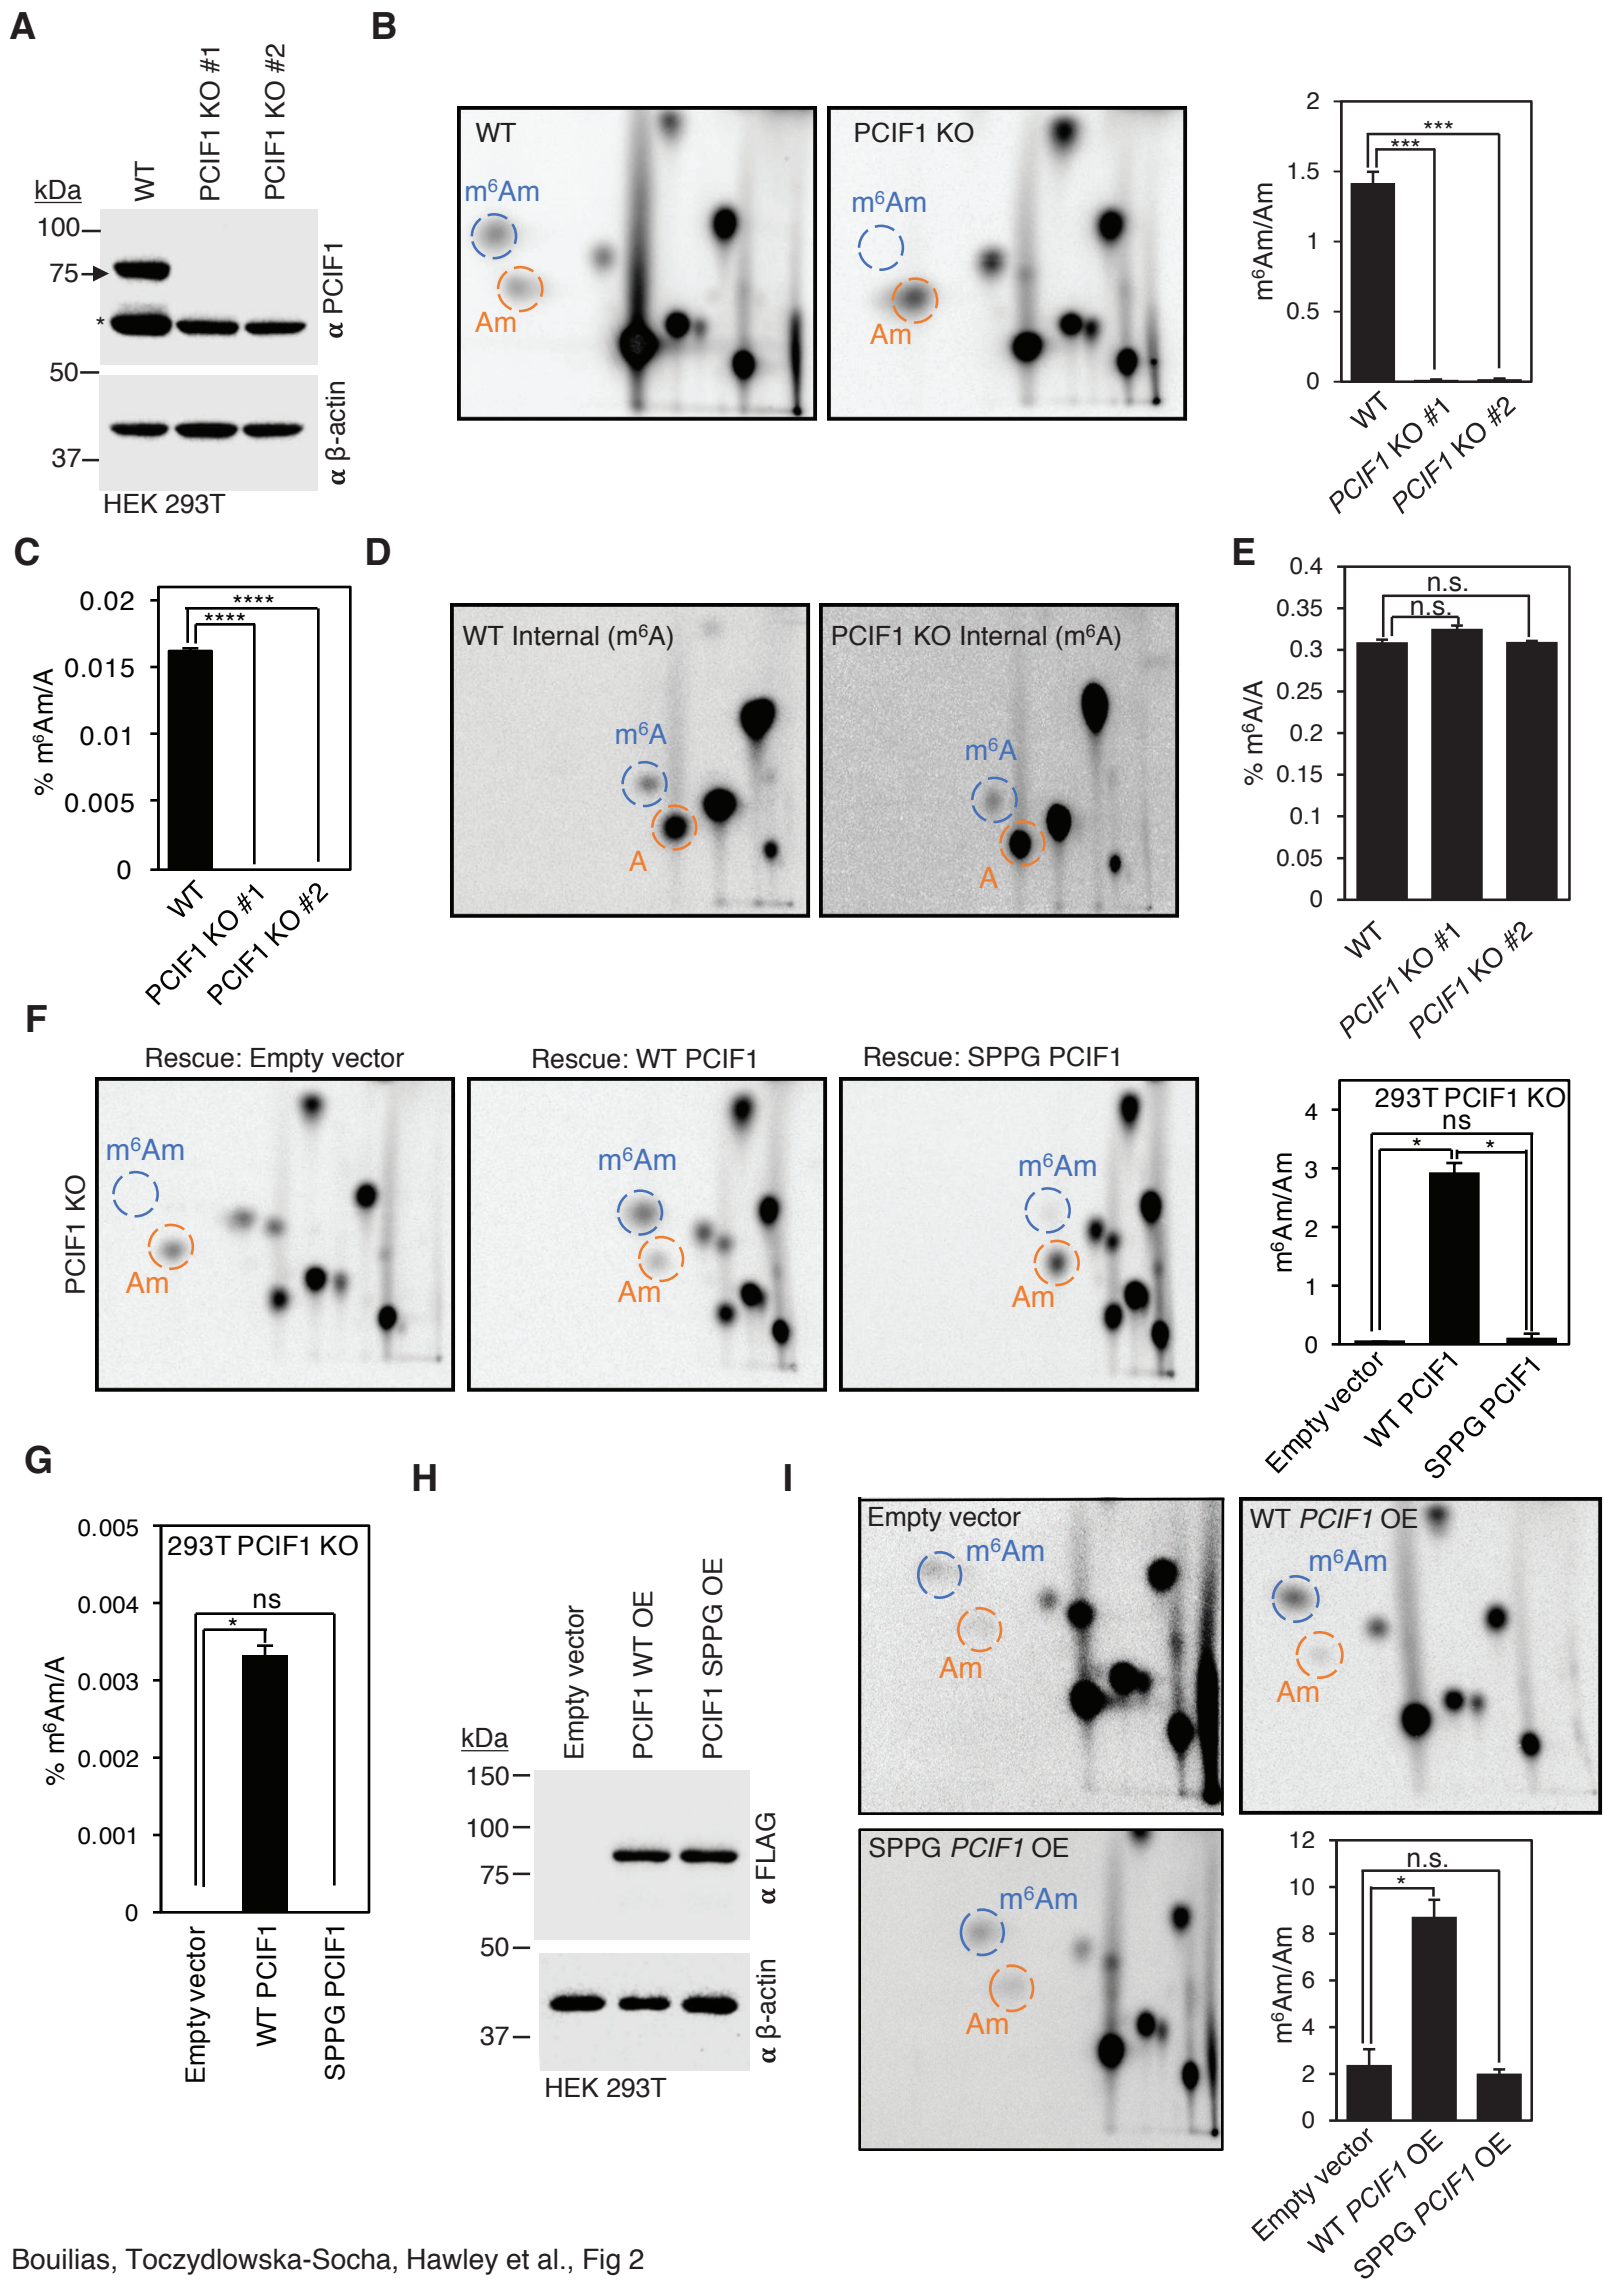 A
WT
PCIF1 KO #1
PCIF1 KO #2
kDa
100
75
*
50
37
α PCIF1
α β-actin
HEK 293T
B
WT
m⁶Am
Am
PCIF1 KO
m⁶Am
Am
m⁶Am/Am
2
1.5
1
0.5
0
***
***
WT
PCIF1 KO #1
PCIF1 KO #2
C
% m⁶Am/A
0.02
0.015
0.01
0.005
0
****
****
WT
PCIF1 KO #1
PCIF1 KO #2
D
WT Internal (m⁶A)
m⁶A
A
PCIF1 KO Internal (m⁶A)
m⁶A
A
E
% m⁶A/A
0.4
0.35
0.3
0.25
0.2
0.15
0.1
0.05
0
n.s.
n.s.
WT
PCIF1 KO #1
PCIF1 KO #2
F
PCIF1 KO
Rescue: Empty vector
m⁶Am
Am
Rescue: WT PCIF1
m⁶Am
Am
Rescue: SPPG PCIF1
m⁶Am
Am
293T PCIF1 KO
ns
*
*
m⁶Am/Am
4
3
2
1
0
Empty vector
WT PCIF1
SPPG PCIF1
G
% m⁶Am/A
0.005
0.004
0.003
0.002
0.001
0
293T PCIF1 KO
ns
*
Empty vector
WT PCIF1
SPPG PCIF1
H
Empty vector
PCIF1 WT OE
PCIF1 SPPG OE
kDa
150
100
75
50
37
α FLAG
α β-actin
HEK 293T
I
Empty vector
m⁶Am
Am
WT PCIF1 OE
m⁶Am
Am
SPPG PCIF1 OE
m⁶Am
Am
m⁶Am/Am
12
10
8
6
4
2
0
n.s.
*
Empty vector
WT PCIF1 OE
SPPG PCIF1 OE
Bouilias, Toczydlowska-Socha, Hawley et al., Fig 2